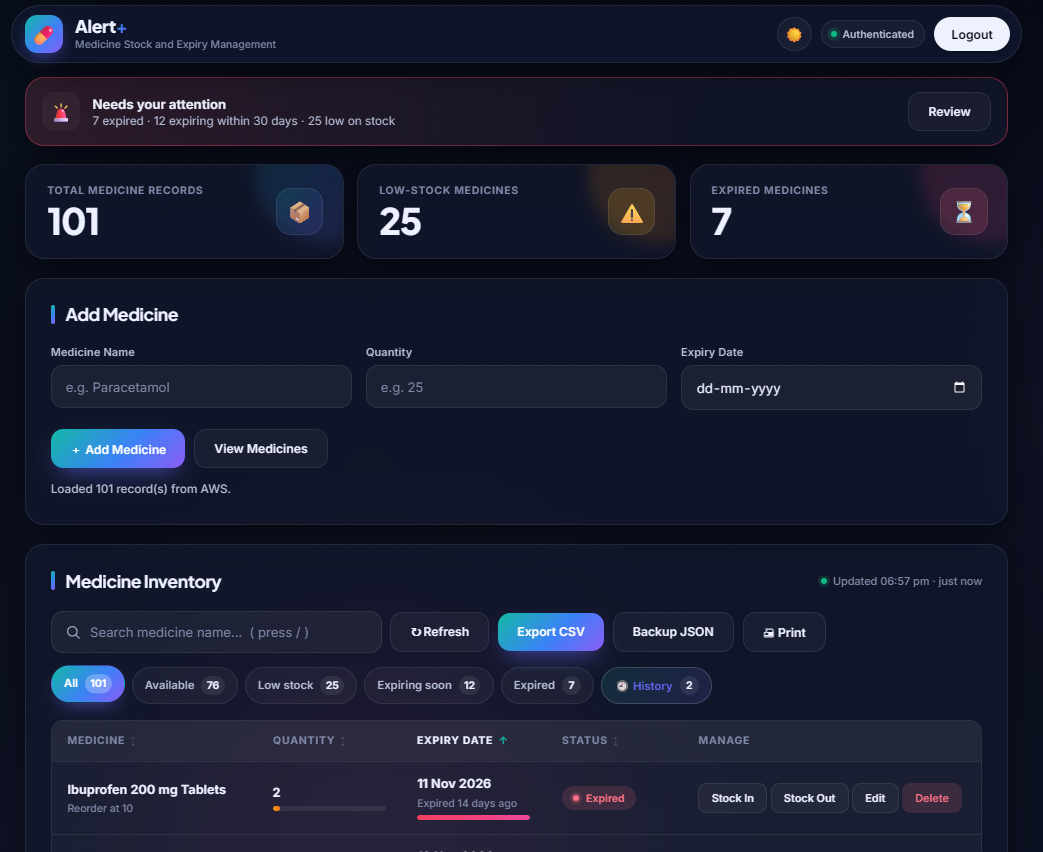 Alert+
Medicine Stock and Expiry Management
Authenticated
Logout
Needs your attention
7 expired · 12 expiring within 30 days · 25 low on stock
Review
TOTAL MEDICINE RECORDS
101
LOW-STOCK MEDICINES
25
EXPIRED MEDICINES
7
Add Medicine
Medicine Name
Quantity
Expiry Date
e.g. Paracetamol
e.g. 25
dd-mm-yyyy
+ Add Medicine
View Medicines
Loaded 101 record(s) from AWS.
Medicine Inventory
Updated 06:57 pm · just now
Search medicine name... ( press / )
↻ Refresh
Export CSV
Backup JSON
Print
All 101
Available 76
Low stock 25
Expiring soon 12
Expired 7
History 2
MEDICINE ↕
QUANTITY ↕
EXPIRY DATE ↑
STATUS ↕
MANAGE
Ibuprofen 200 mg Tablets
Reorder at 10
2
11 Nov 2026
Expired 14 days ago
Expired
Stock In
Stock Out
Edit
Delete